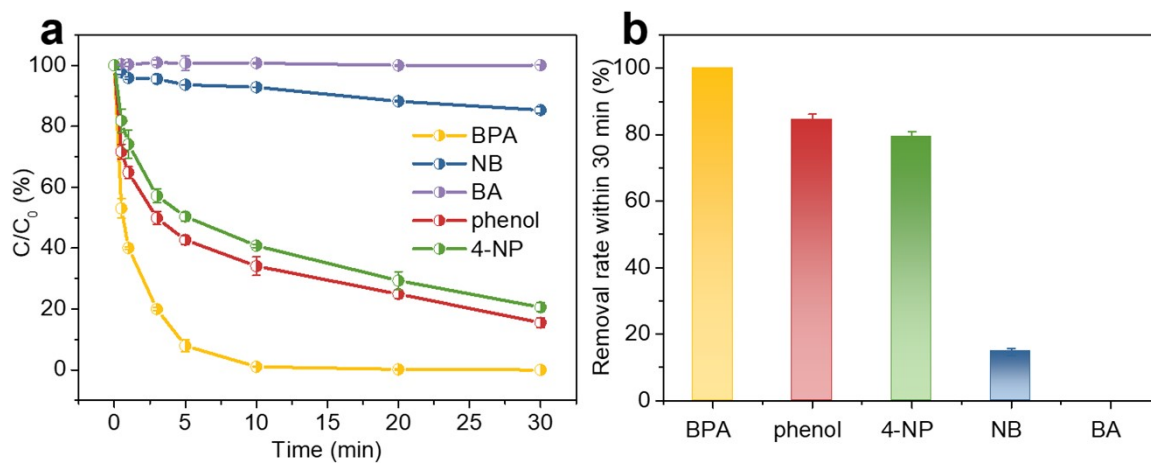 a
C/C0 (%)
100
80
60
40
20
0
BPA
NB
BA
phenol
4-NP
0 5 10 15 20 25 30
Time (min)
b
Removal rate within 30 min (%)
100
80
60
40
20
0
BPA phenol 4-NP NB BA